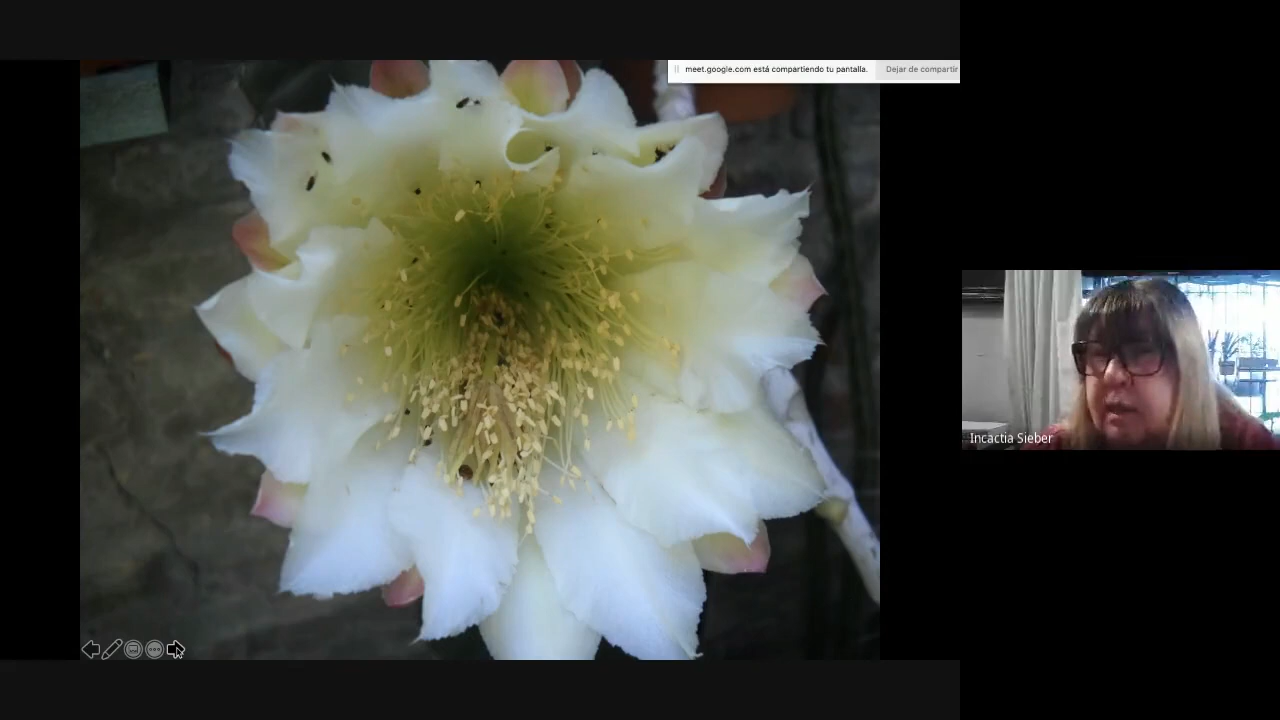 meet.google.com está compartiendo tu pantalla.
Dejar de compartir
Incactia Sieber